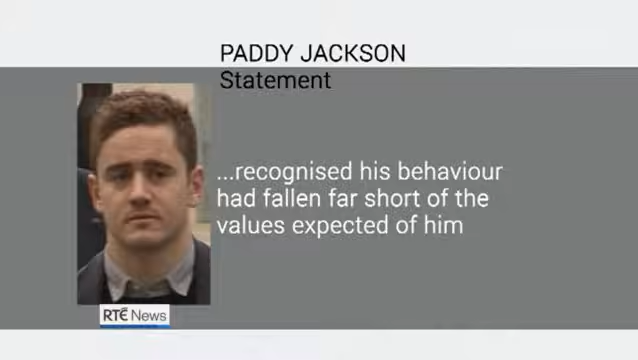 PADDY JACKSON
Statement
...recognised his behaviour
had fallen far short of the
values expected of him
RTÉ News